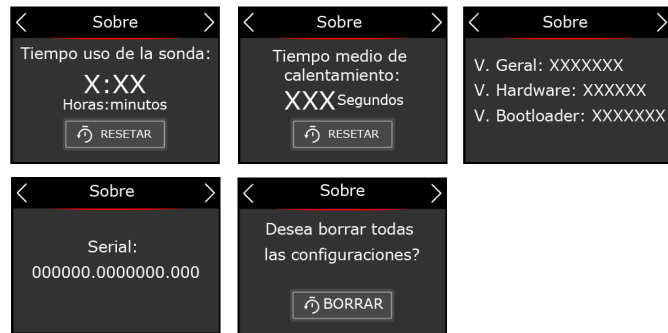 Sobre
Tiempo uso de la sonda:
X:XX
Horas:minutos
RESETAR
Sobre
Tiempo medio de
calentamiento:
XXX Segundos
RESETAR
Sobre
V. Geral: XXXXXXX
V. Hardware: XXXXXX
V. Bootloader: XXXXXXX
Sobre
Serial:
000000.0000000.000
Sobre
Desea borrar todas
las configuraciones?
BORRAR